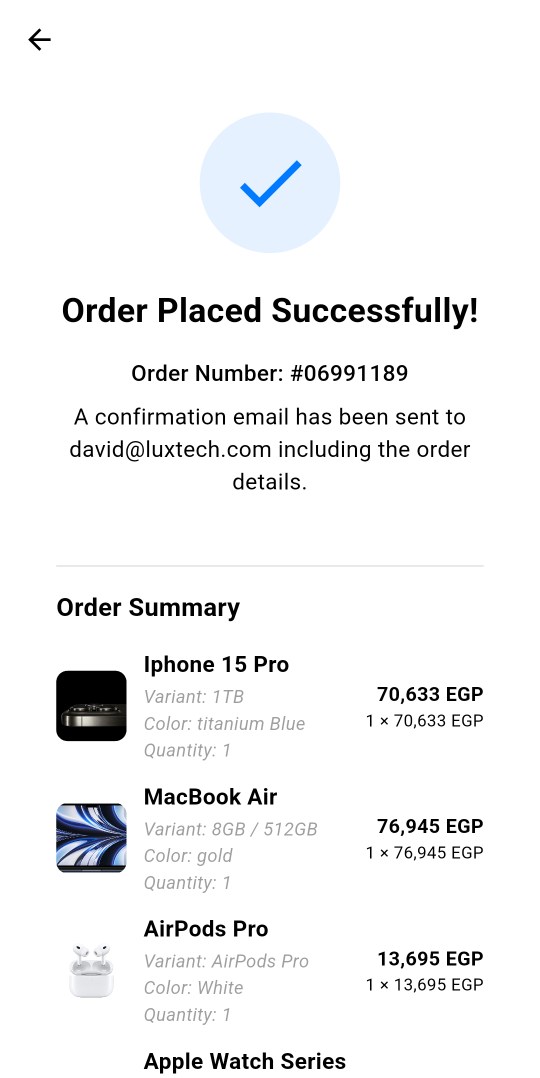 Order Placed Successfully!
Order Number: #06991189
A confirmation email has been sent to
david@luxtech.com including the order
details.
Order Summary
Iphone 15 Pro
Variant: 1TB
Color: titanium Blue
Quantity: 1
70,633 EGP
1 × 70,633 EGP
MacBook Air
Variant: 8GB / 512GB
Color: gold
Quantity: 1
76,945 EGP
1 × 76,945 EGP
AirPods Pro
Variant: AirPods Pro
Color: White
Quantity: 1
13,695 EGP
1 × 13,695 EGP
Apple Watch Series